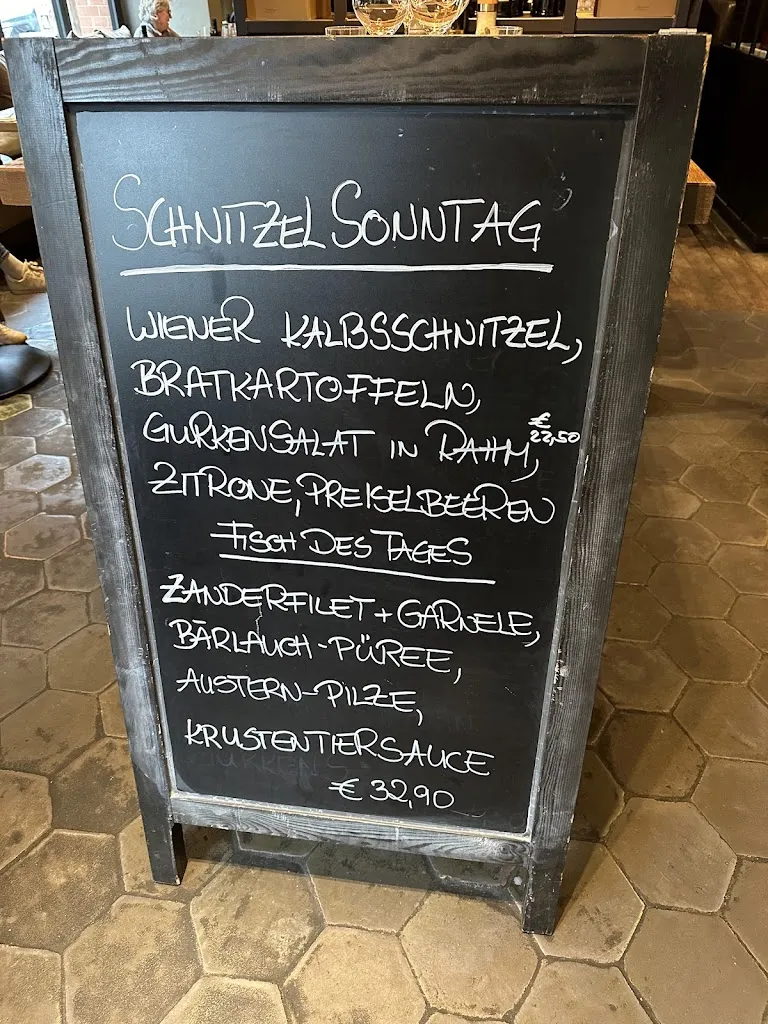 SCHNITZEL SONNTAG
WIENER KALBSSCHNITZEL,
BRATKARTOFFELN,
GURKENSALAT IN RAHM,
€ 22,50
ZITRONE, PREISELBEEREN
FISCH DES TAGES
ZANDERFILET + GARNELE,
BÄRLAUCH-PÜREE,
AUSTERN-PILZE,
KRUSTENTIERSAUCE
€ 32,90